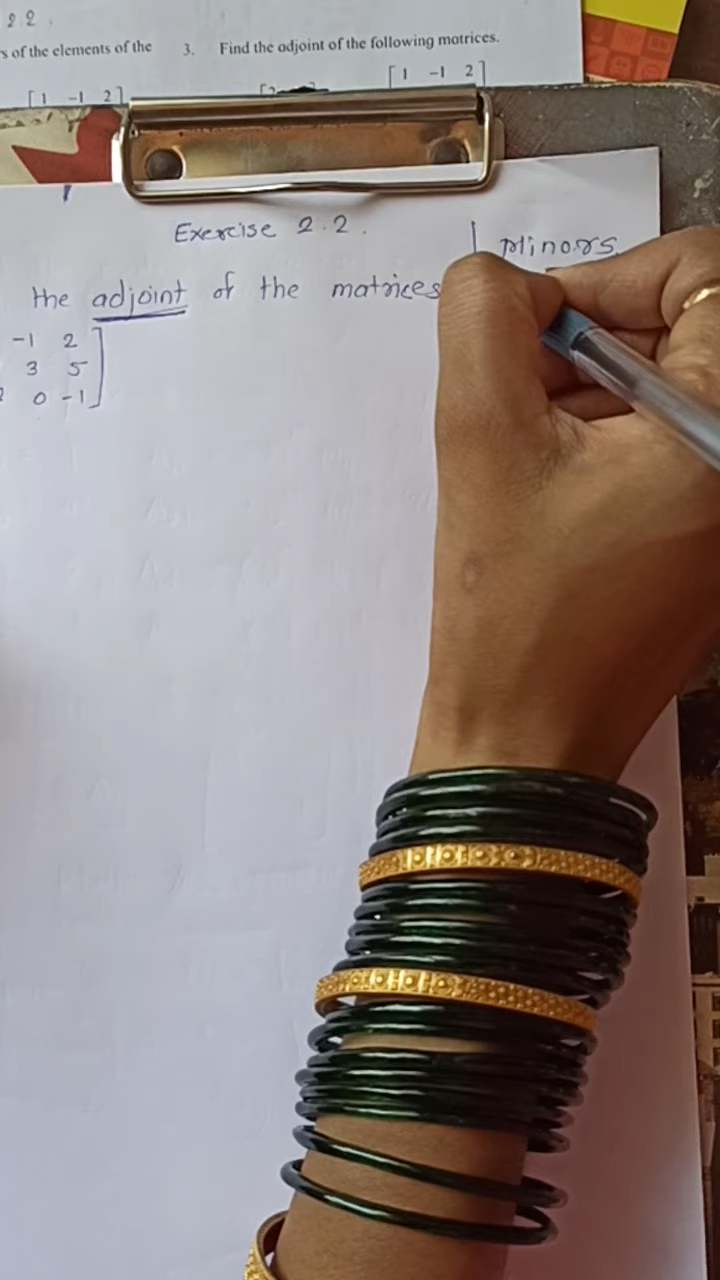 2 2 .
s of the elements of the
3. Find the adjoint of the following matrices.
[ 1 -1 2 ]
[ 1 -1 2 ]
Exercise 2.2.
Minors
the adjoint of the matrices
-1 2
3 5
0 -1